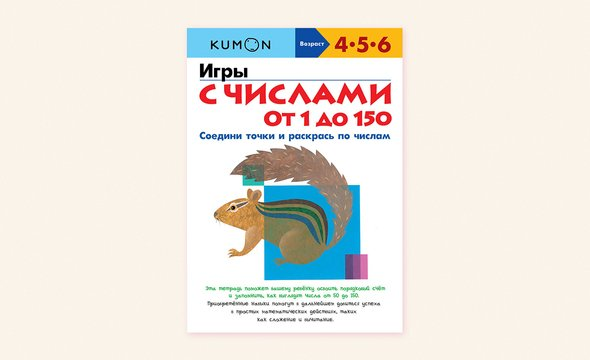 KUMON
Возраст 4•5•6
Игры
С ЧИСЛАМИ
ОТ 1 ДО 150
Соедини точки и раскрась по числам
Эта тетрадь поможет вашему ребёнку освоить порядковый счёт
и запомнить, как выглядят числа от 50 до 150.
Приобретённые навыки помогут в дальнейшем добиться успеха
в простых математических действиях, таких
как сложение и вычитание.